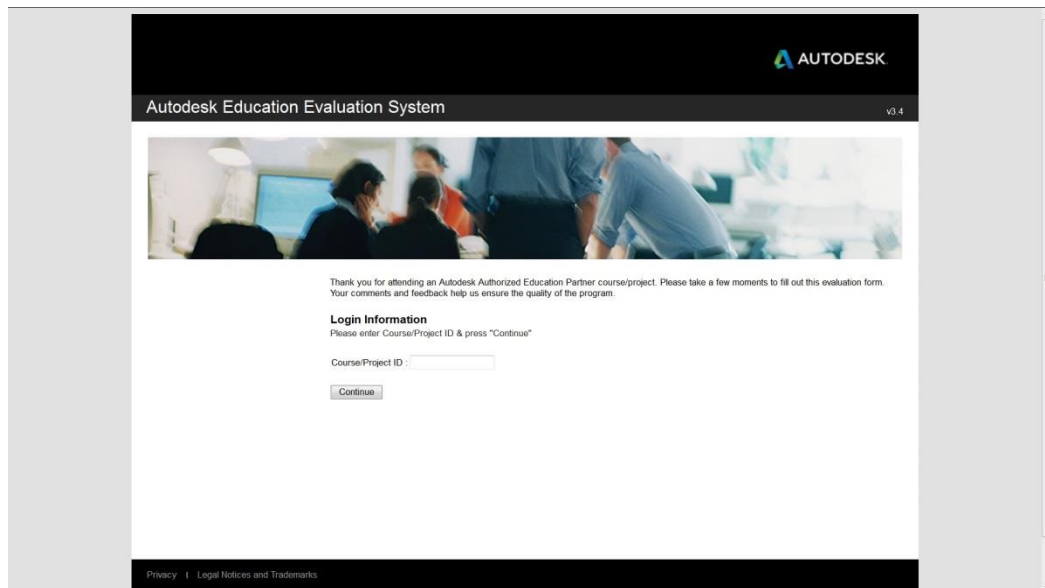 AUTODESK
Autodesk Education Evaluation System
v3.4
Thank you for attending an Autodesk Authorized Education Partner course/project. Please take a few moments to fill out this evaluation form.
Your comments and feedback help us ensure the quality of the program.
Login Information
Please enter Course/Project ID & press "Continue"
Course/Project ID :
Continue
Privacy | Legal Notices and Trademarks